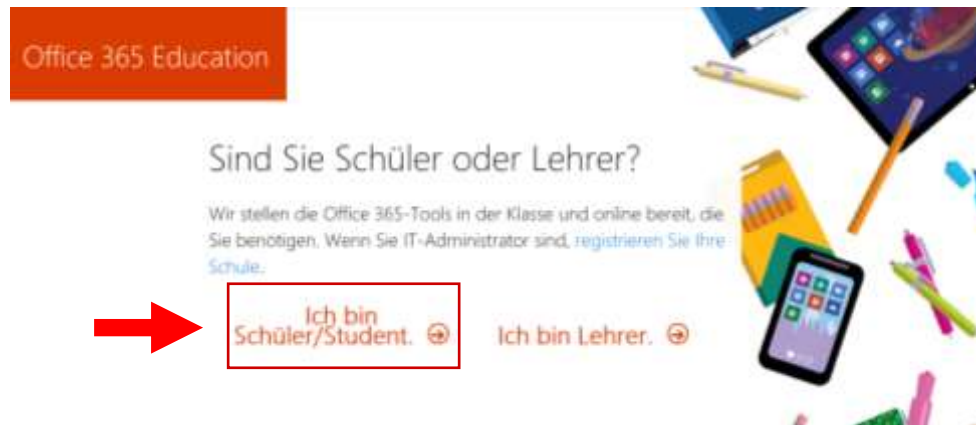 Office 365 Education
Sind Sie Schüler oder Lehrer?
Wir stellen die Office 365-Tools in der Klasse und online bereit, die
Sie benötigen. Wenn Sie IT-Administrator sind, registrieren Sie Ihre
Schule.
Ich bin
Schüler/Student.
Ich bin Lehrer.